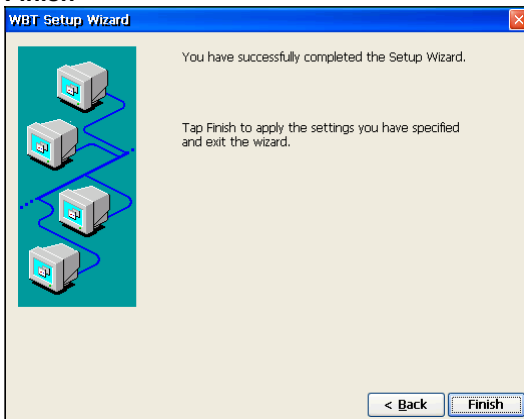 Finish
WBT Setup Wizard
You have successfully completed the Setup Wizard.
Tap Finish to apply the settings you have specified
and exit the wizard.
< Back
Finish